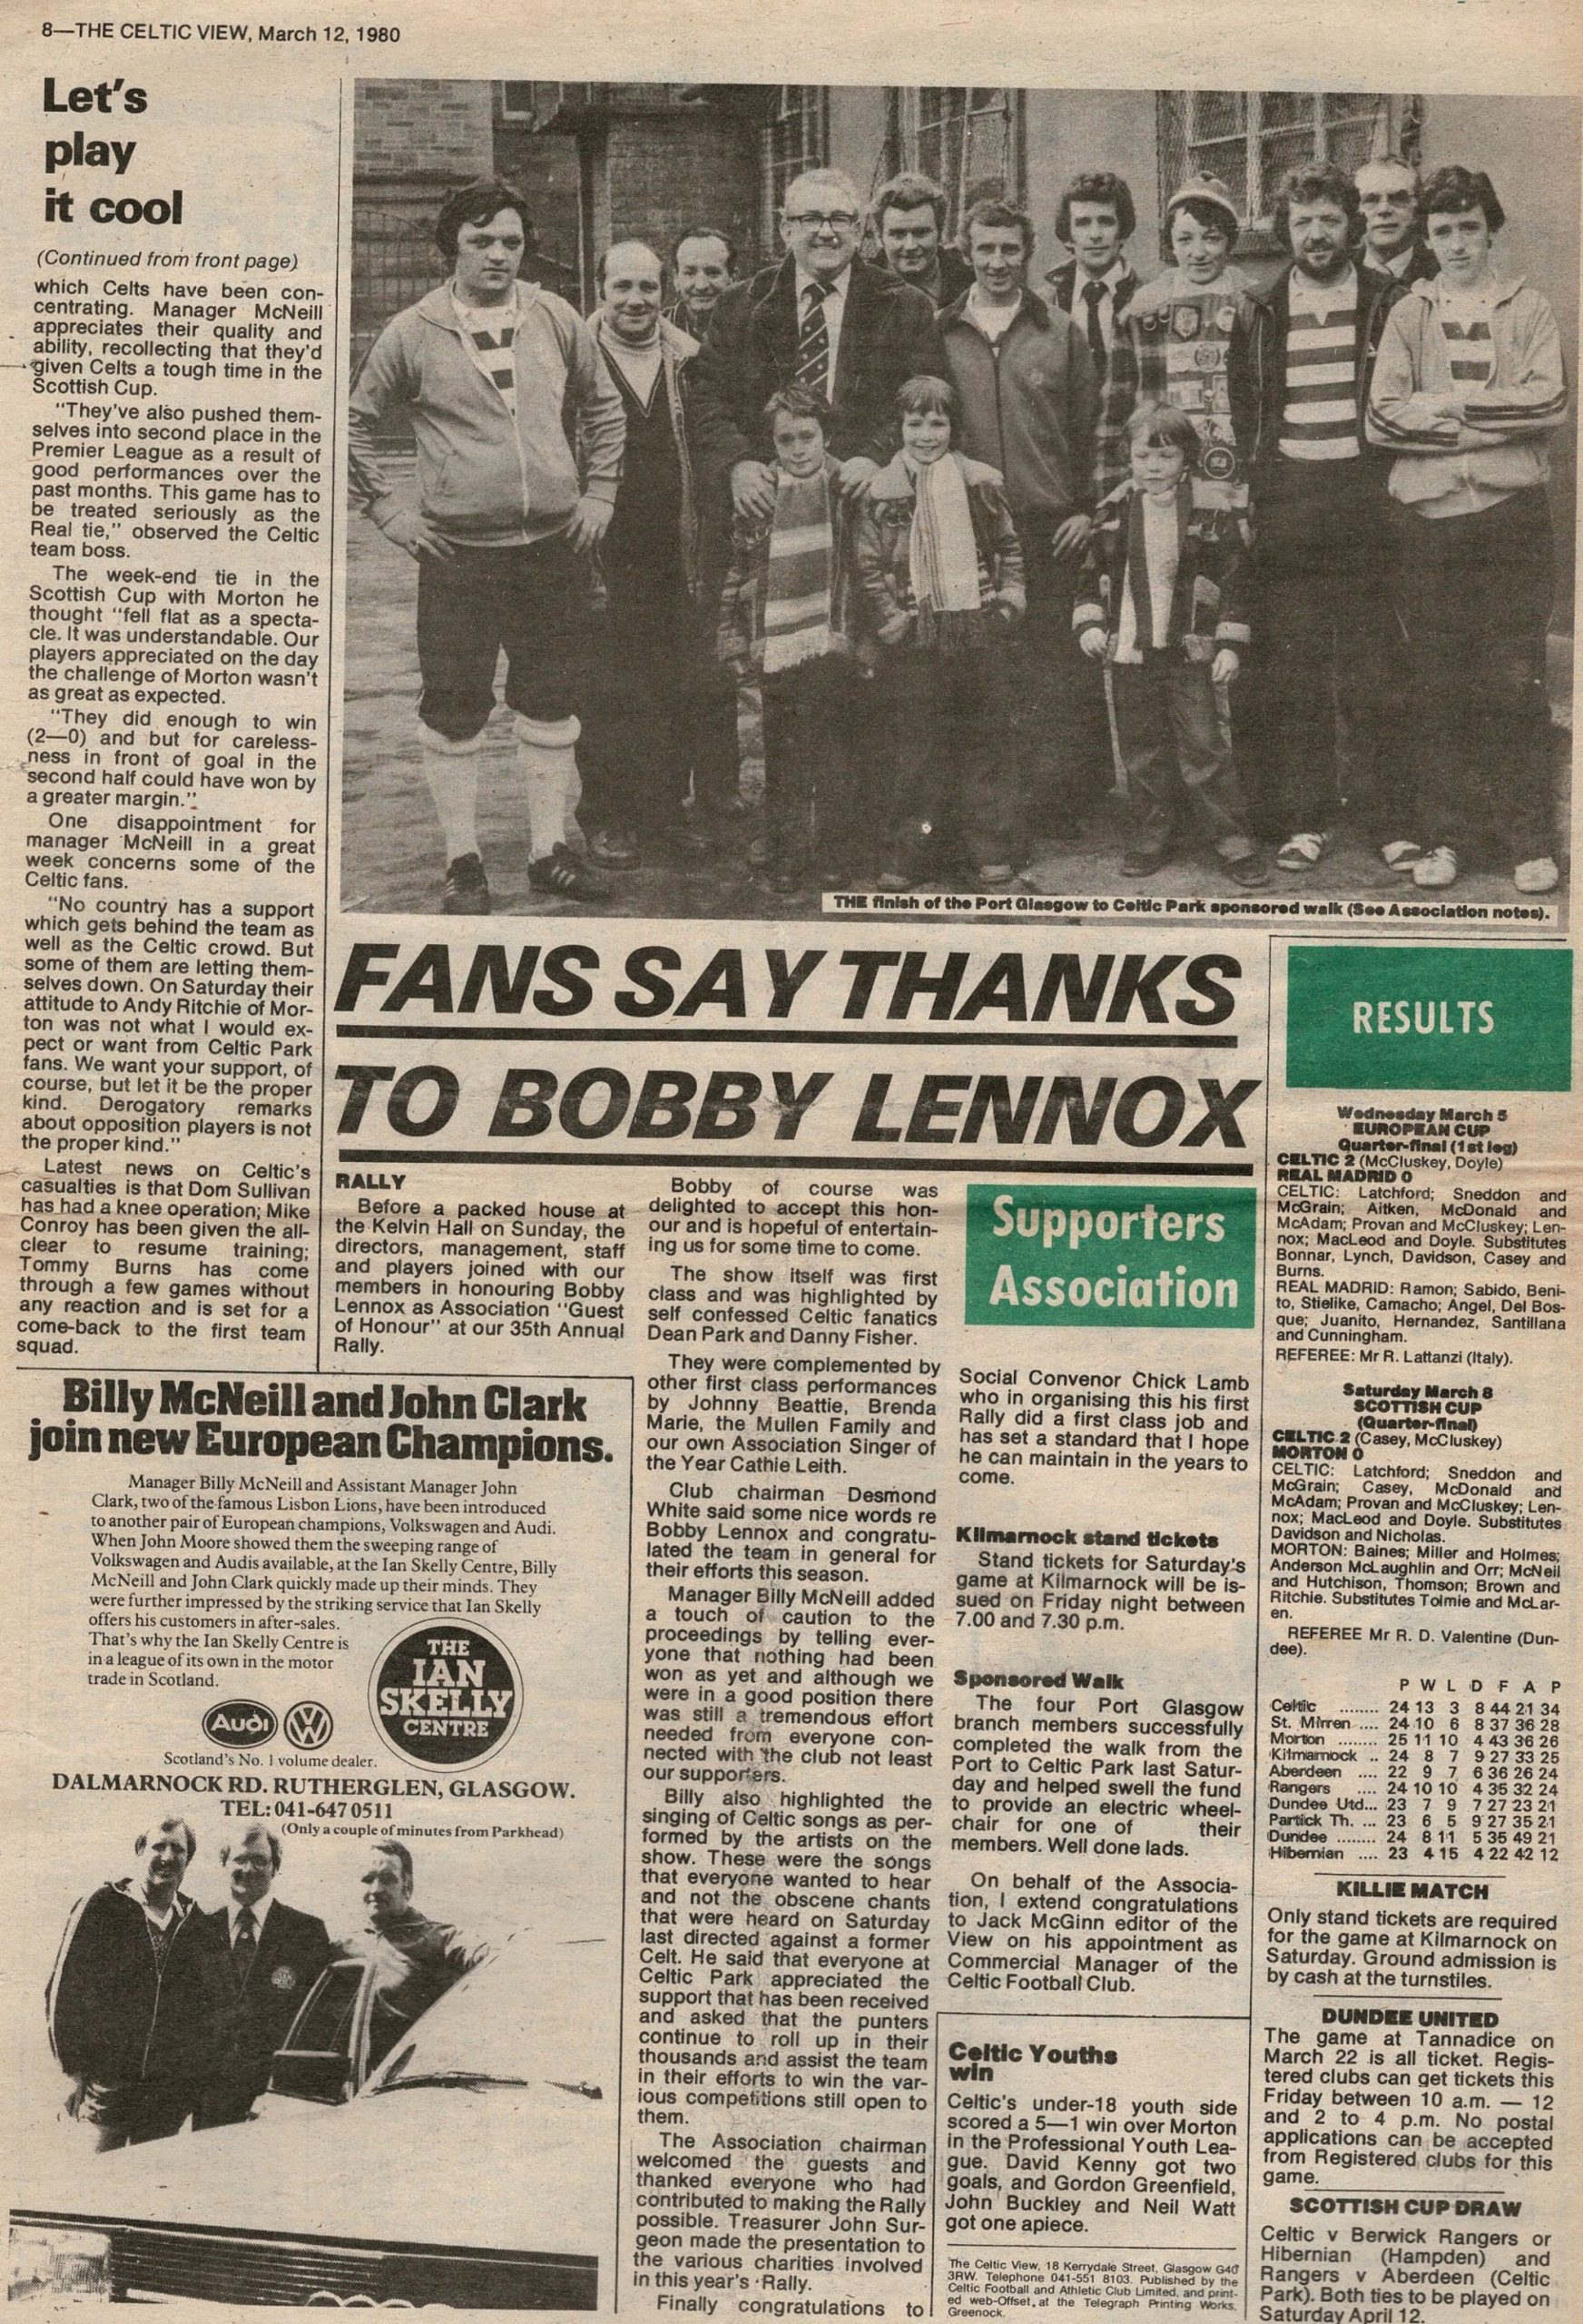 8—THE CELTIC VIEW, March 12, 1980
Let's
play
it cool
(Continued from front page)
which Celts have been con-
centrating. Manager McNeill
appreciates their quality and
ability, recollecting that they'd
given Celts a tough time in the
Scottish Cup.
"They've also pushed them-
selves into second place in the
Premier League as a result of
good performances over the
past months. This game has to
be treated seriously as the
Real tie," observed the Celtic
team boss.
The week-end tie in the
Scottish Cup with Morton he
thought "fell flat as a specta-
cle. It was understandable. Our
players appreciated on the day
the challenge of Morton wasn't
as great as expected.
"They did enough to win
(2—0) and but for careless-
ness in front of goal in the
second half could have won by
a greater margin."
One disappointment for
manager McNeill in a great
week concerns some of the
Celtic fans.
"No country has a support
which gets behind the team as
well as the Celtic crowd. But
some of them are letting them-
selves down. On Saturday their
attitude to Andy Ritchie of Mor-
ton was not what I would ex-
pect or want from Celtic Park
fans. We want your support, of
course, but let it be the proper
kind. Derogatory remarks
about opposition players is not
the proper kind."
Latest news on Celtic's
casualties is that Dom Sullivan
has had a knee operation; Mike
Conroy has been given the all-
clear to resume training;
Tommy Burns has come
through a few games without
any reaction and is set for a
come-back to the first team
squad.
THE finish of the Port Glasgow to Celtic Park sponsored walk (See Association notes).
FANS SAY THANKS
TO BOBBY LENNOX
RALLY
Before a packed house at
the Kelvin Hall on Sunday, the
directors, management, staff
and players joined with our
members in honouring Bobby
Lennox as Association "Guest
of Honour" at our 35th Annual
Rally.
Bobby of course was
delighted to accept this hon-
our and is hopeful of entertain-
ing us for some time to come.
The show itself was first
class and was highlighted by
self confessed Celtic fanatics
Dean Park and Danny Fisher.
They were complemented by
other first class performances
by Johnny Beattie, Brenda
Marie, the Mullen Family and
our own Association Singer of
the Year Cathie Leith.
Club chairman Desmond
White said some nice words re
Bobby Lennox and congratu-
lated the team in general for
their efforts this season.
Manager Billy McNeill added
a touch of caution to the
proceedings by telling ever-
yone that nothing had been
won as yet and although we
were in a good position there
was still a tremendous effort
needed from everyone con-
nected with the club not least
our supporters.
Billy also highlighted the
singing of Celtic songs as per-
formed by the artists on the
show. These were the songs
that everyone wanted to hear
and not the obscene chants
that were heard on Saturday
last directed against a former
Celt. He said that everyone at
Celtic Park appreciated the
support that has been received
and asked that the punters
continue to roll up in their
thousands and assist the team
in their efforts to win the var-
ious competitions still open to
them.
The Association chairman
welcomed the guests and
thanked everyone who had
contributed to making the Rally
possible. Treasurer John Sur-
geon made the presentation to
the various charities involved
in this year's Rally.
Finally congratulations to
Supporters
Association
Social Convenor Chick Lamb
who in organising this his first
Rally did a first class job and
has set a standard that I hope
he can maintain in the years to
come.
Kilmarnock stand tickets
Stand tickets for Saturday's
game at Kilmarnock will be is-
sued on Friday night between
7.00 and 7.30 p.m.
Sponsored Walk
The four Port Glasgow
branch members successfully
completed the walk from the
Port to Celtic Park last Satur-
day and helped swell the fund
to provide an electric wheel-
chair for one of their
members. Well done lads.
On behalf of the Associa-
tion, I extend congratulations
to Jack McGinn editor of the
View on his appointment as
Commercial Manager of the
Celtic Football Club.
Celtic Youths
win
Celtic's under-18 youth side
scored a 5—1 win over Morton
in the Professional Youth Lea-
gue. David Kenny got two
goals, and Gordon Greenfield,
John Buckley and Neil Watt
got one apiece.
The Celtic View, 18 Kerrydale Street, Glasgow G40
3RW. Telephone 041-551 8103. Published by the
Celtic Football and Athletic Club Limited, and print-
ed web-Offset, at the Telegraph Printing Works,
Greenock.
RESULTS
Wednesday March 5
EUROPEAN CUP
Quarter-final (1st leg)
CELTIC 2 (McCluskey, Doyle)
REAL MADRID 0
CELTIC: Latchford; Sneddon and
McGrain; Aitken, McDonald and
McAdam; Provan and McCluskey; Len-
nox; MacLeod and Doyle. Substitutes
Bonnar, Lynch, Davidson, Casey and
Burns.
REAL MADRID: Ramon; Sabido, Beni-
to, Stielike, Camacho; Angel, Del Bos-
que; Juanito, Hernandez, Santillana
and Cunningham.
REFEREE: Mr R. Lattanzi (Italy).
Saturday March 8
SCOTTISH CUP
(Quarter-final)
CELTIC 2 (Casey, McCluskey)
MORTON 0
CELTIC: Latchford; Sneddon and
McGrain; Casey, McDonald and
McAdam; Provan and McCluskey; Len-
nox; MacLeod and Doyle. Substitutes
Davidson and Nicholas.
MORTON: Baines; Miller and Holmes;
Anderson McLaughlin and Orr; McNeil
and Hutchison, Thomson; Brown and
Ritchie. Substitutes Tolmie and McLar-
en.
REFEREE Mr R. D. Valentine (Dun-
dee).
P W L D F A P
Celtic ........ 24 13 3 8 44 21 34
St. Mirren .... 24 10 6 8 37 36 28
Morton ........ 25 11 10 4 43 36 26
Kilmarnock .. 24 8 7 9 27 33 25
Aberdeen .... 22 9 7 6 36 26 24
Rangers .... 24 10 10 4 35 32 24
Dundee Utd... 23 7 9 7 27 23 21
Partick Th. ... 23 6 5 9 27 35 21
Dundee ........ 24 8 11 5 35 49 21
Hibernian .... 23 4 15 4 22 42 12
KILLIE MATCH
Only stand tickets are required
for the game at Kilmarnock on
Saturday. Ground admission is
by cash at the turnstiles.
DUNDEE UNITED
The game at Tannadice on
March 22 is all ticket. Regis-
tered clubs can get tickets this
Friday between 10 a.m. — 12
and 2 to 4 p.m. No postal
applications can be accepted
from Registered clubs for this
game.
SCOTTISH CUP DRAW
Celtic v Berwick Rangers or
Hibernian (Hampden) and
Rangers v Aberdeen (Celtic
Park). Both ties to be played on
Saturday April 12.
Billy McNeill and John Clark
join new European Champions.
Manager Billy McNeill and Assistant Manager John
Clark, two of the famous Lisbon Lions, have been introduced
to another pair of European champions, Volkswagen and Audi.
When John Moore showed them the sweeping range of
Volkswagen and Audis available, at the Ian Skelly Centre, Billy
McNeill and John Clark quickly made up their minds. They
were further impressed by the striking service that Ian Skelly
offers his customers in after-sales.
That's why the Ian Skelly Centre is
in a league of its own in the motor
trade in Scotland.
THE
IAN
SKELLY
CENTRE
Audi
VW
Scotland's No. 1 volume dealer.
DALMARNOCK RD. RUTHERGLEN, GLASGOW.
TEL: 041-647 0511
(Only a couple of minutes from Parkhead)